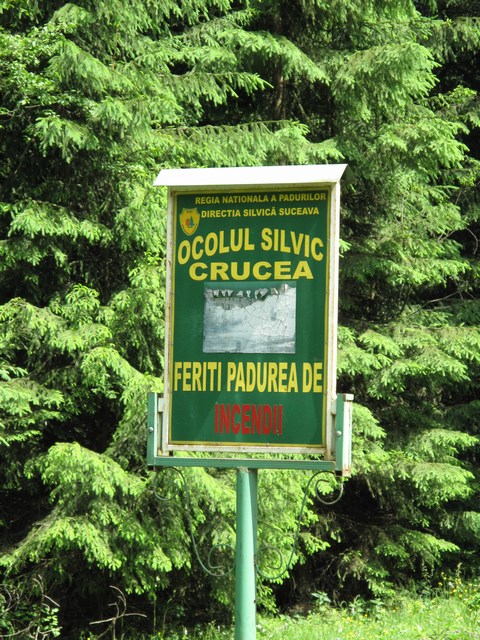 REGIA NATIONALA A PADURILOR
DIRECTIA SILVICĂ SUCEAVA
OCOLUL SILVIC
CRUCEA
FERITI PADUREA DE
INCENDII